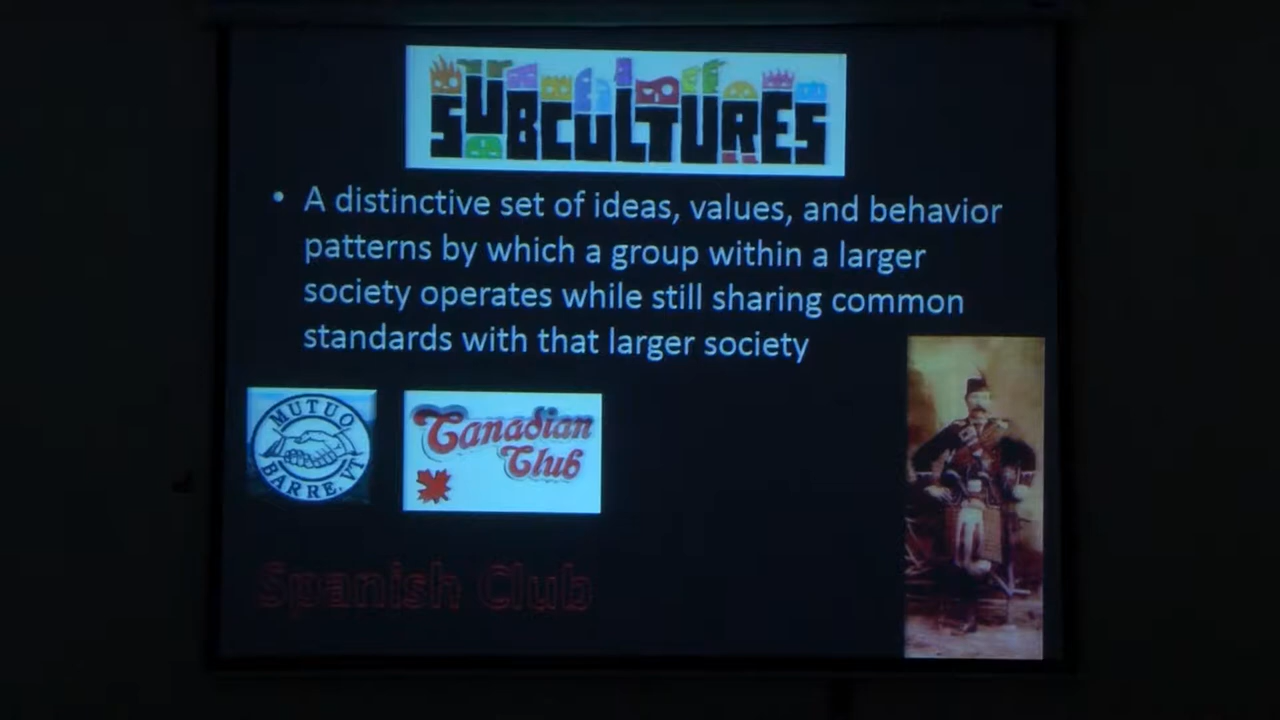 SUBCULTURES
• A distinctive set of ideas, values, and behavior
patterns by which a group within a larger
society operates while still sharing common
standards with that larger society
MUTUO
BARRE, VT
Canadian
Club
Spanish Club